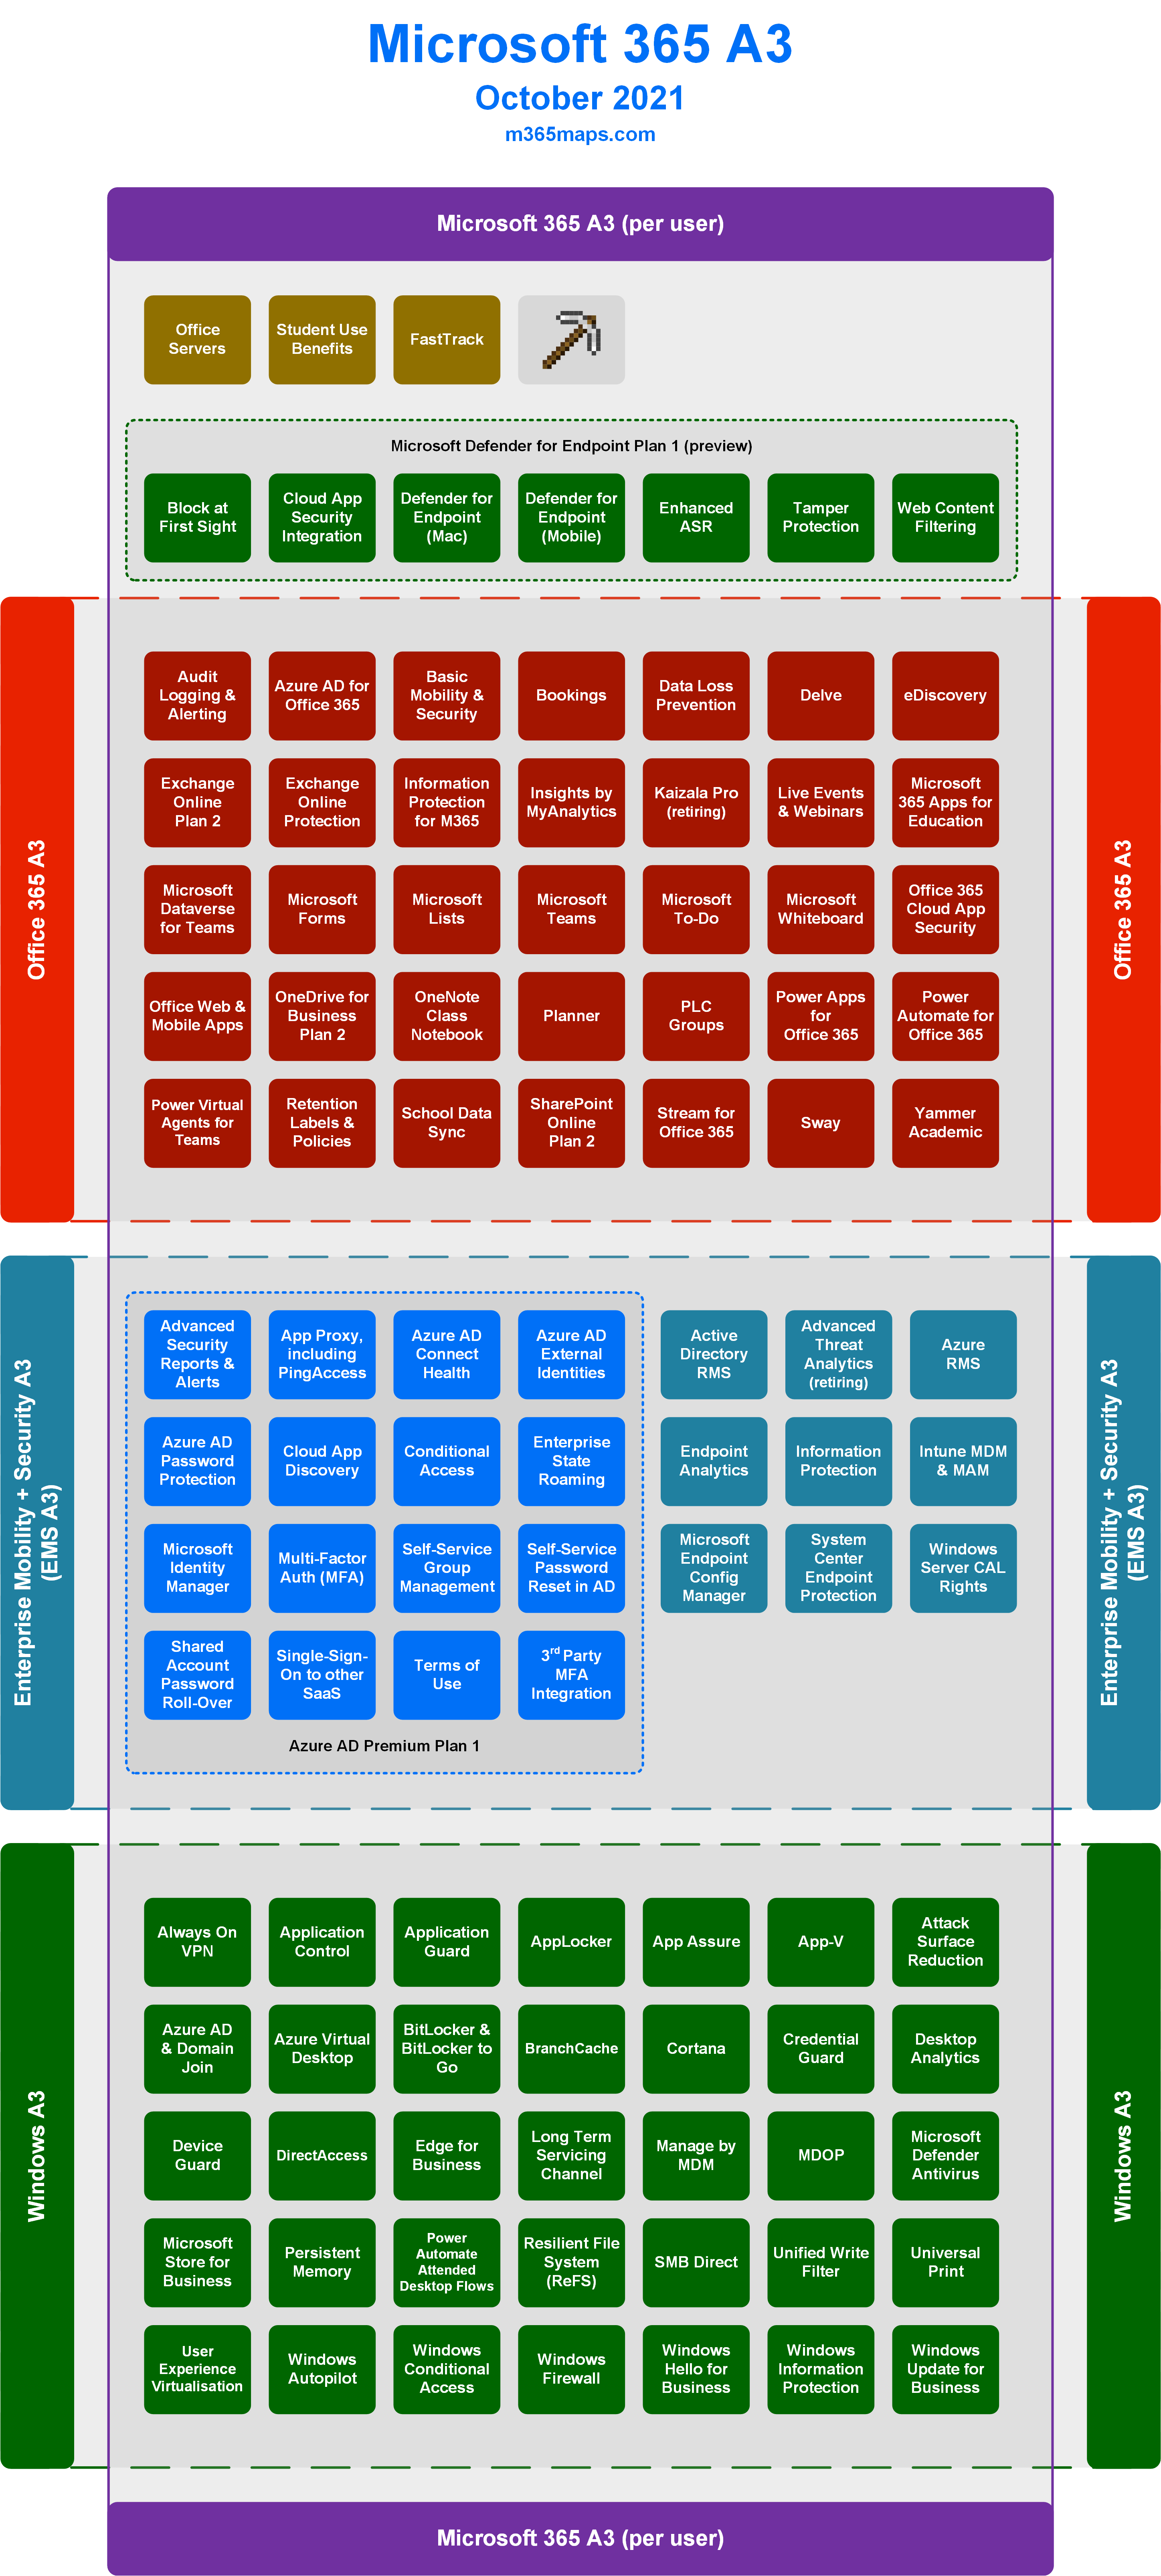 Microsoft 365 A3
October 2021
m365maps.com
Microsoft 365 A3 (per user)
Office
Servers
Student Use
Benefits
FastTrack
Microsoft Defender for Endpoint Plan 1 (preview)
Block at
First Sight
Cloud App
Security
Integration
Defender for
Endpoint
(Mac)
Defender for
Endpoint
(Mobile)
Enhanced
ASR
Tamper
Protection
Web Content
Filtering
Office 365 A3
Audit
Logging &
Alerting
Azure AD for
Office 365
Basic
Mobility &
Security
Bookings
Data Loss
Prevention
Delve
eDiscovery
Exchange
Online
Plan 2
Exchange
Online
Protection
Information
Protection
for M365
Insights by
MyAnalytics
Kaizala Pro
(retiring)
Live Events
& Webinars
Microsoft
365 Apps for
Education
Microsoft
Dataverse
for Teams
Microsoft
Forms
Microsoft
Lists
Microsoft
Teams
Microsoft
To-Do
Microsoft
Whiteboard
Office 365
Cloud App
Security
Office Web &
Mobile Apps
OneDrive for
Business
Plan 2
OneNote
Class
Notebook
Planner
PLC
Groups
Power Apps
for
Office 365
Power
Automate for
Office 365
Power Virtual
Agents for
Teams
Retention
Labels &
Policies
School Data
Sync
SharePoint
Online
Plan 2
Stream for
Office 365
Sway
Yammer
Academic
Office 365 A3
Enterprise Mobility + Security A3
(EMS A3)
Advanced
Security
Reports &
Alerts
App Proxy,
including
PingAccess
Azure AD
Connect
Health
Azure AD
External
Identities
Active
Directory
RMS
Advanced
Threat
Analytics
(retiring)
Azure
RMS
Azure AD
Password
Protection
Cloud App
Discovery
Conditional
Access
Enterprise
State
Roaming
Endpoint
Analytics
Information
Protection
Intune MDM
& MAM
Microsoft
Identity
Manager
Multi-Factor
Auth (MFA)
Self-Service
Group
Management
Self-Service
Password
Reset in AD
Microsoft
Endpoint
Config
Manager
System
Center
Endpoint
Protection
Windows
Server CAL
Rights
Shared
Account
Password
Roll-Over
Single-Sign-
On to other
SaaS
Terms of
Use
3rd Party
MFA
Integration
Azure AD Premium Plan 1
Enterprise Mobility + Security A3
(EMS A3)
Windows A3
Always On
VPN
Application
Control
Application
Guard
AppLocker
App Assure
App-V
Attack
Surface
Reduction
Azure AD
& Domain
Join
Azure Virtual
Desktop
BitLocker &
BitLocker to
Go
BranchCache
Cortana
Credential
Guard
Desktop
Analytics
Device
Guard
DirectAccess
Edge for
Business
Long Term
Servicing
Channel
Manage by
MDM
MDOP
Microsoft
Defender
Antivirus
Microsoft
Store for
Business
Persistent
Memory
Power
Automate
Attended
Desktop Flows
Resilient File
System
(ReFS)
SMB Direct
Unified Write
Filter
Universal
Print
User
Experience
Virtualisation
Windows
Autopilot
Windows
Conditional
Access
Windows
Firewall
Windows
Hello for
Business
Windows
Information
Protection
Windows
Update for
Business
Windows A3
Microsoft 365 A3 (per user)